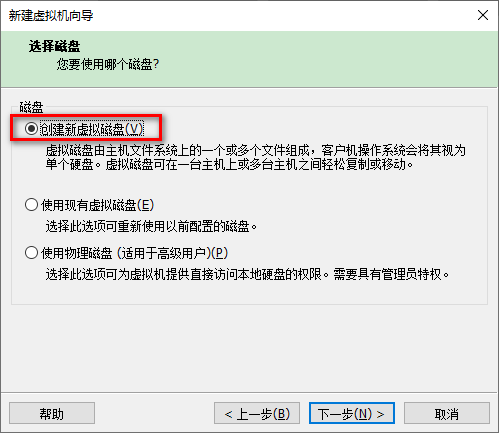 新建虚拟机向导
选择磁盘
您要使用哪个磁盘?
磁盘
创建新虚拟磁盘(V)
虚拟磁盘由主机文件系统上的一个或多个文件组成，客户机操作系统会将其视为
单个硬盘。虚拟磁盘可在一台主机上或多台主机之间轻松复制或移动。
使用现有虚拟磁盘(E)
选择此选项可重新使用以前配置的磁盘。
使用物理磁盘 (适用于高级用户)(P)
选择此选项可为虚拟机提供直接访问本地硬盘的权限。需要具有管理员特权。
帮助
< 上一步(B)
下一步(N) >
取消